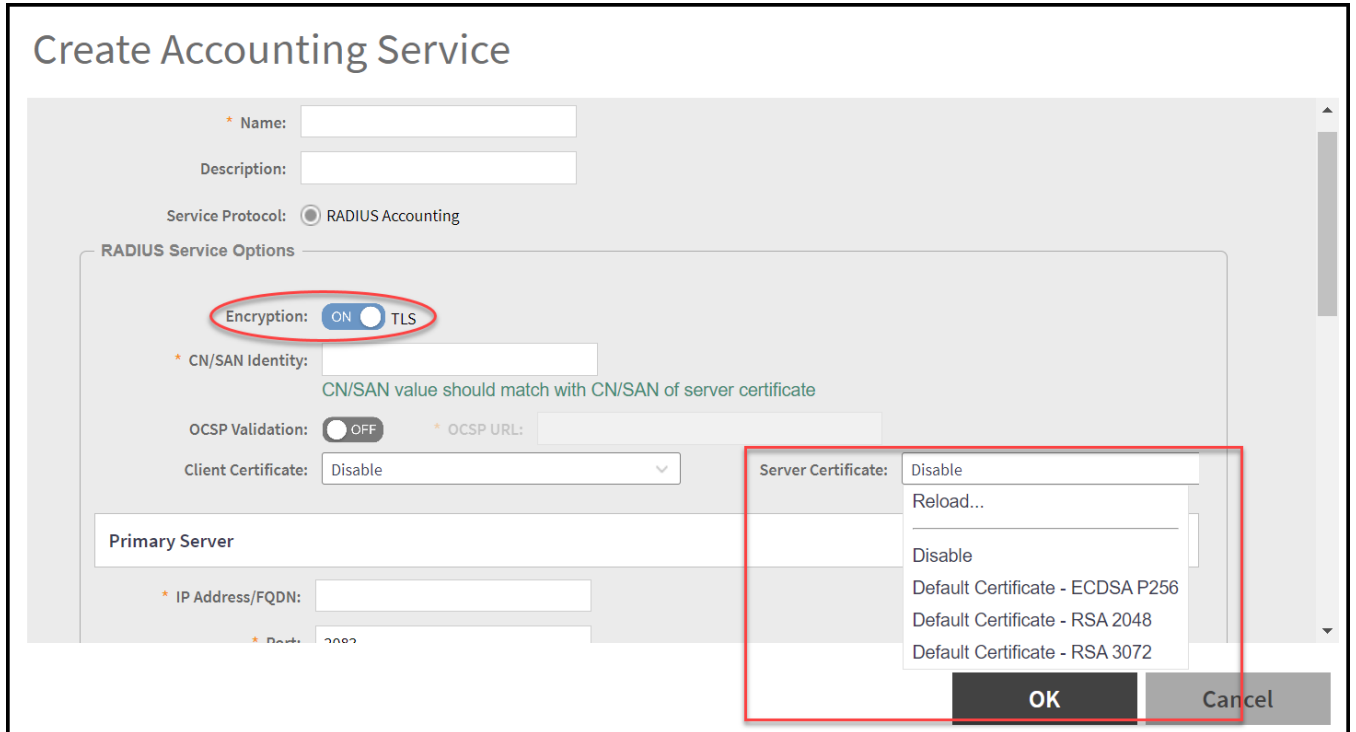 Create Accounting Service
* Name:
Description:
Service Protocol: RADIUS Accounting
RADIUS Service Options
Encryption: ON TLS
* CN/SAN Identity:
CN/SAN value should match with CN/SAN of server certificate
OCSP Validation: OFF * OCSP URL:
Client Certificate: Disable Server Certificate: Disable
Reload...
Primary Server
Disable
* IP Address/FQDN:
Default Certificate - ECDSA P256
Default Certificate - RSA 2048
* Port: 2083
Default Certificate - RSA 3072
OK Cancel